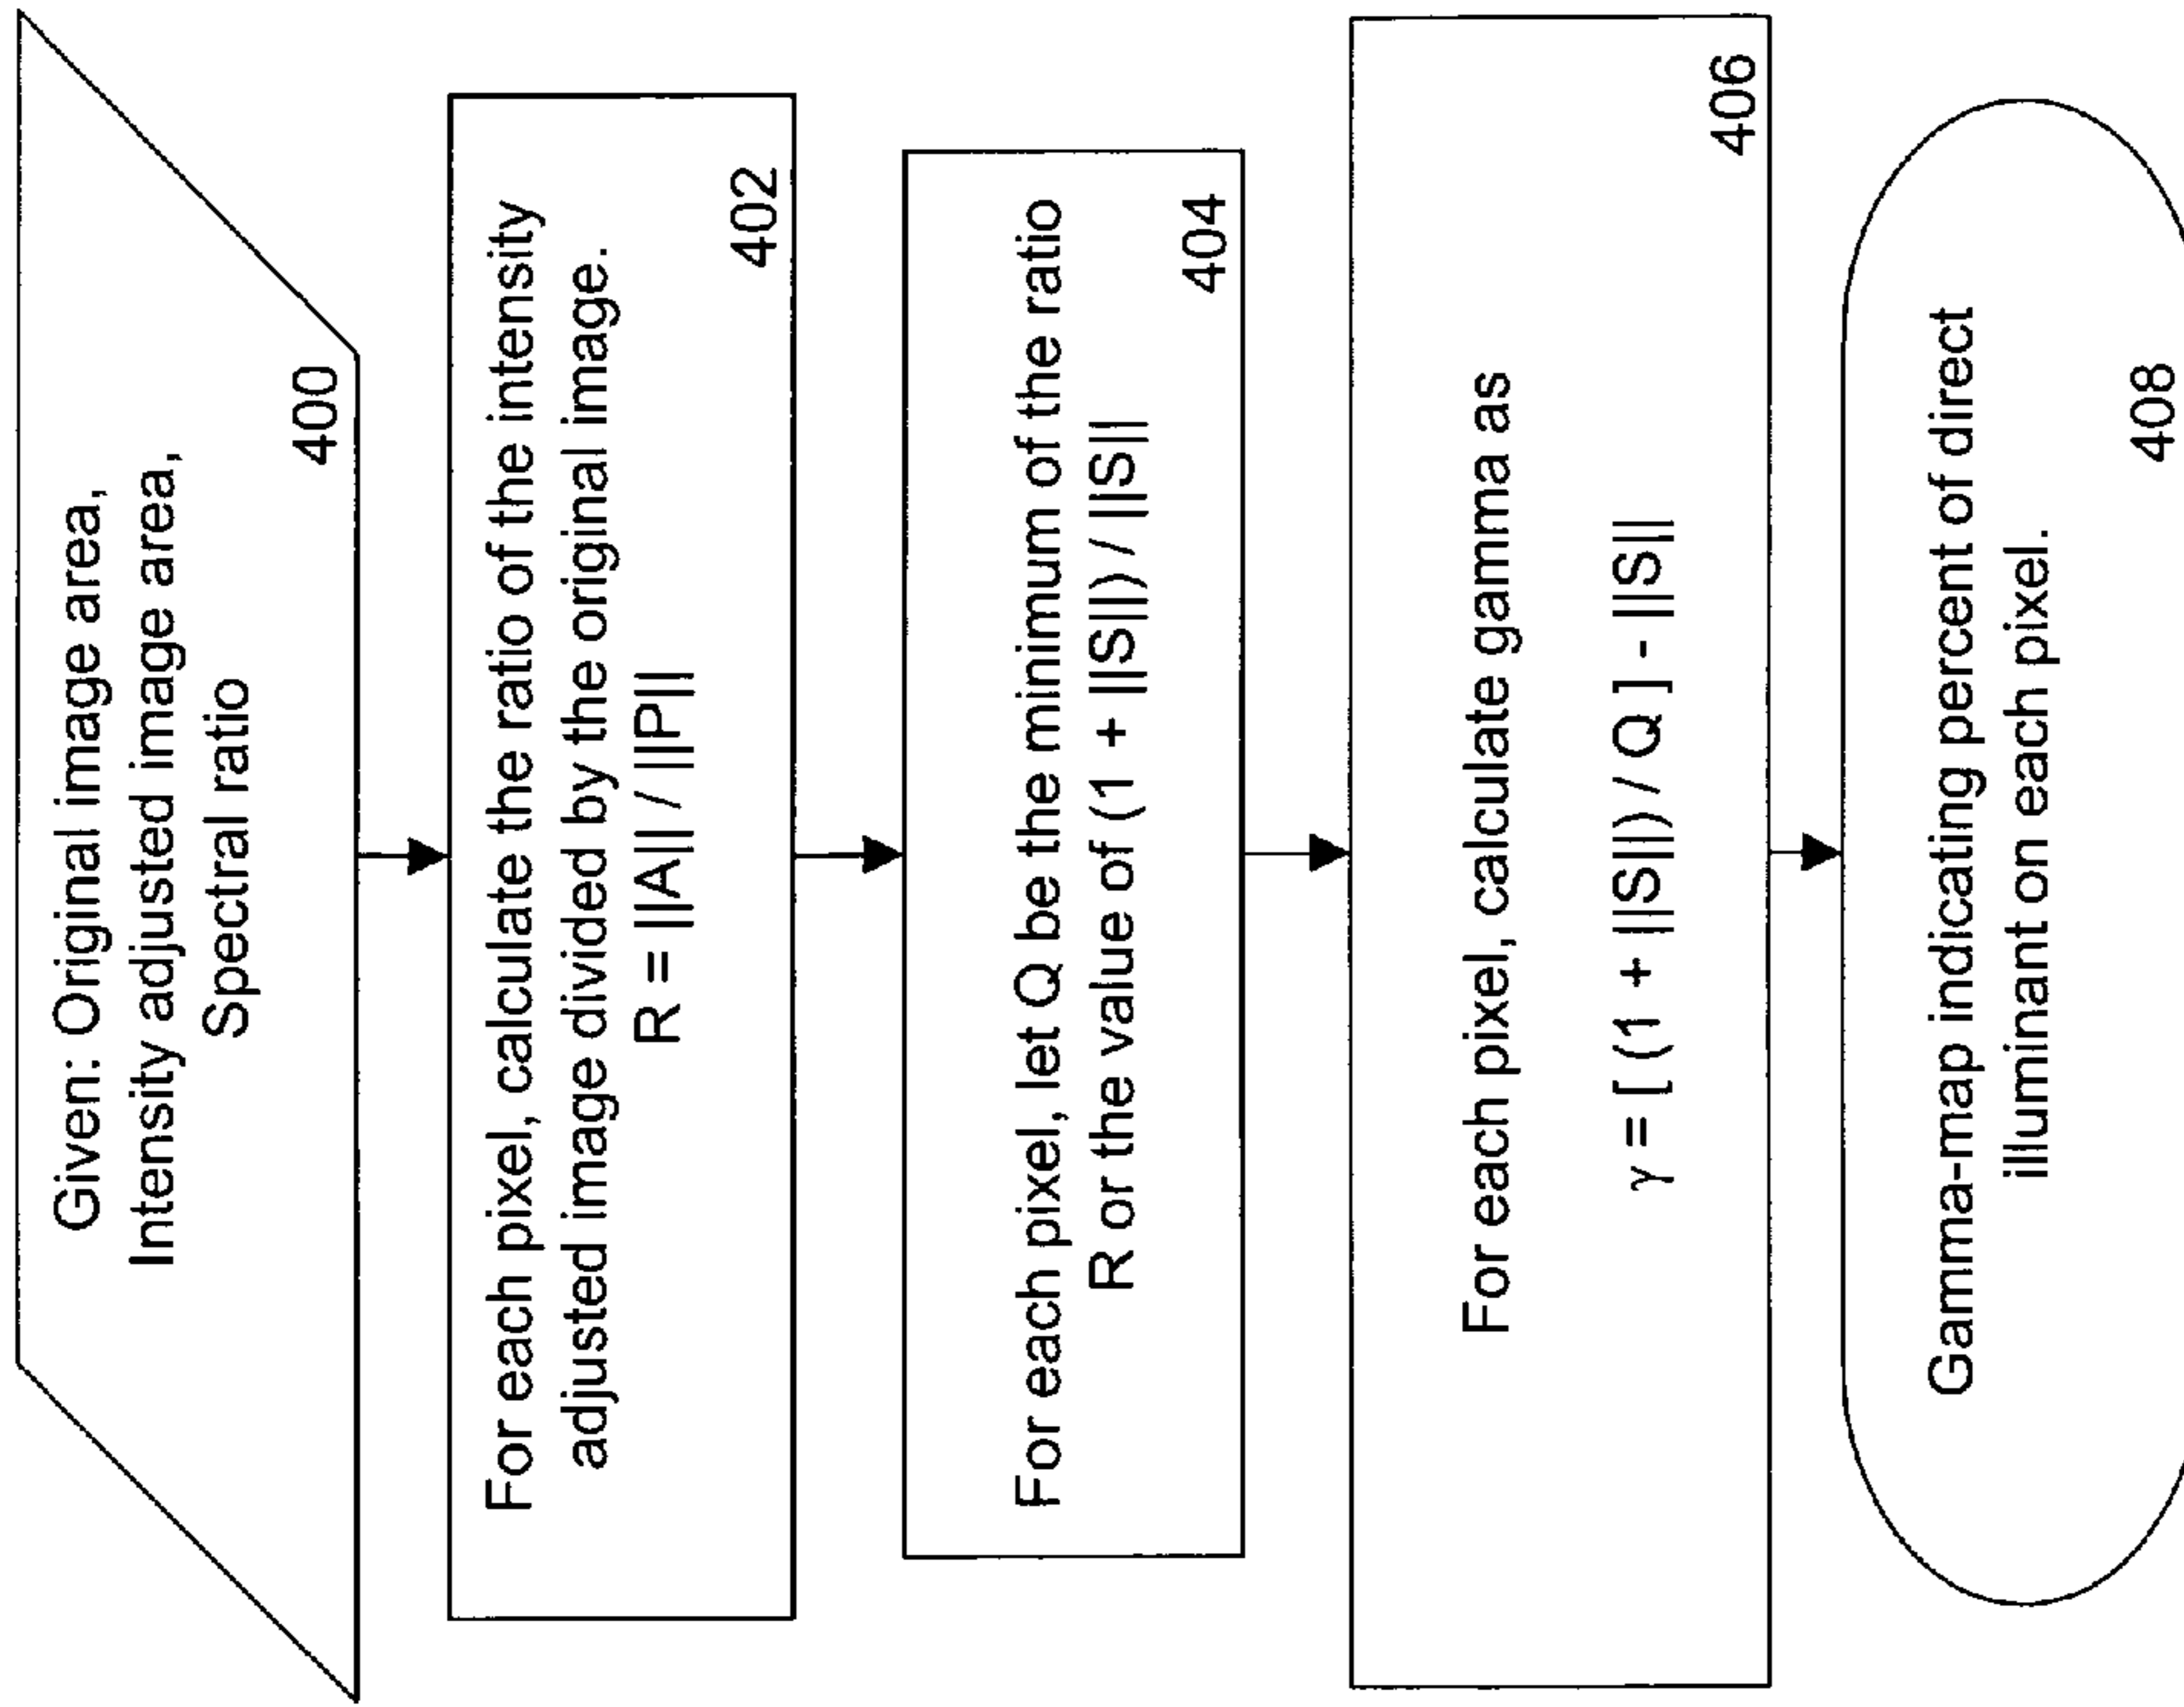 Given: Original image area,
Intensity adjusted image area,
Spectral ratio
400
For each pixel, calculate the ratio of the intensity
adjusted image divided by the original image.
R = ||A|| / ||P||
402
For each pixel, let Q be the minimum of the ratio
R or the value of (1 + ||S||) / ||S||
404
For each pixel, calculate gamma as
γ = [ (1 + ||S||) / Q ] - ||S||
406
Gamma-map indicating percent of direct
illuminant on each pixel.
408